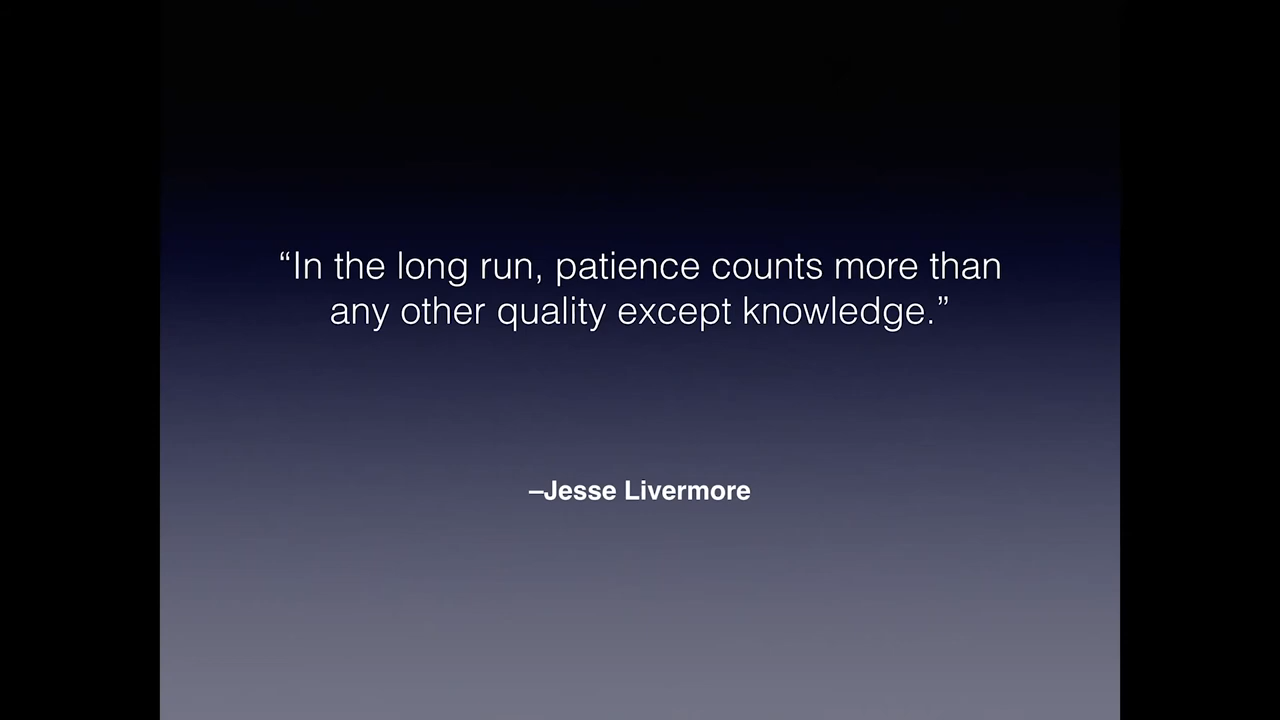 “In the long run, patience counts more than
any other quality except knowledge.”
–Jesse Livermore